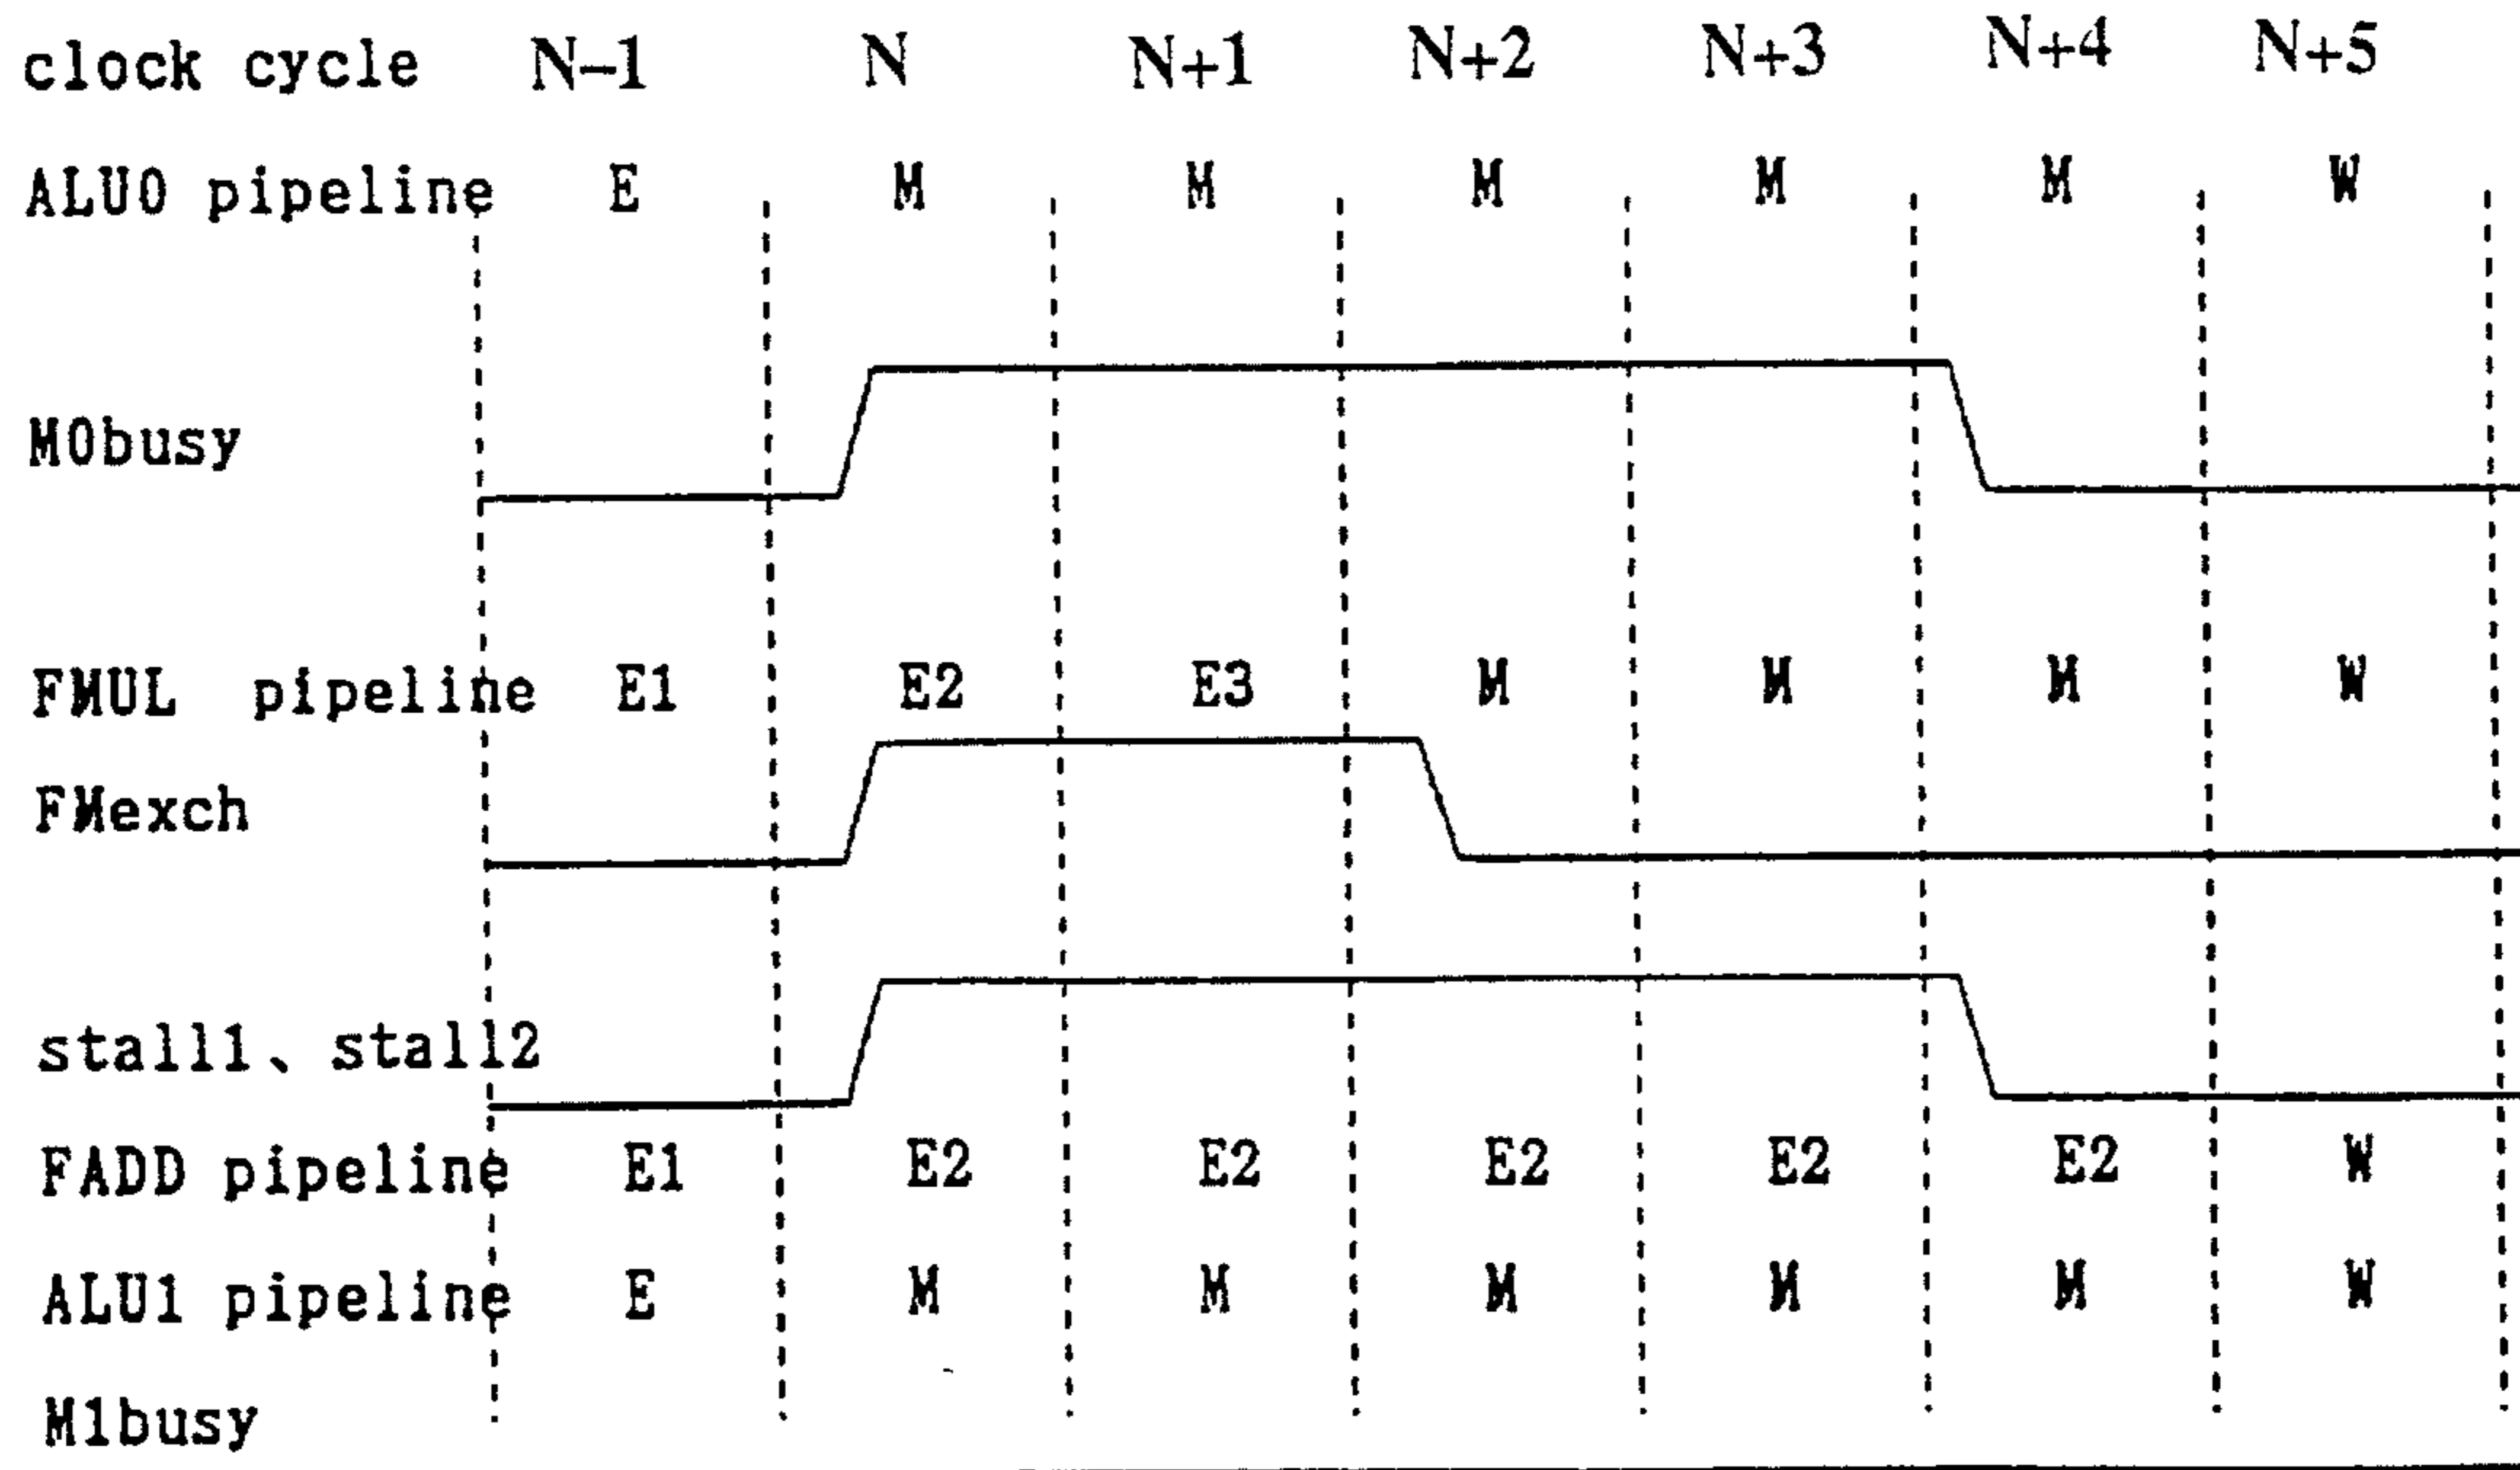 clock cycle N-1 N N+1 N+2 N+3 N+4 N+5
ALU0 pipeline E M M M M M W
M0busy
FMUL pipeline E1 E2 E3 M M M W
FMexch
stall1、stall2
FADD pipeline E1 E2 E2 E2 E2 E2 W
ALU1 pipeline E M M M M M W
M1busy